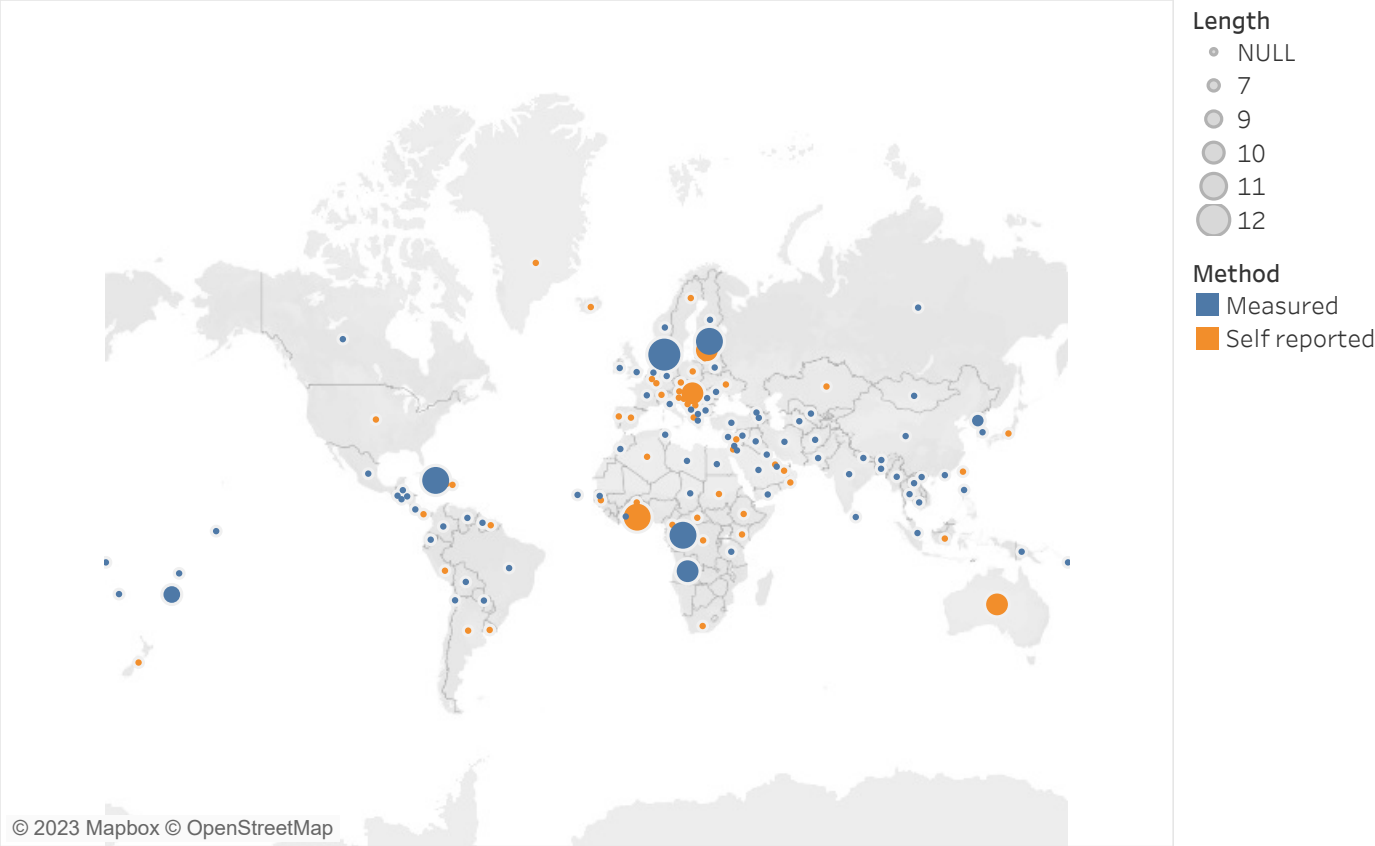 Length
NULL
7
9
10
11
12
Method
Measured
Self reported
© 2023 Mapbox © OpenStreetMap